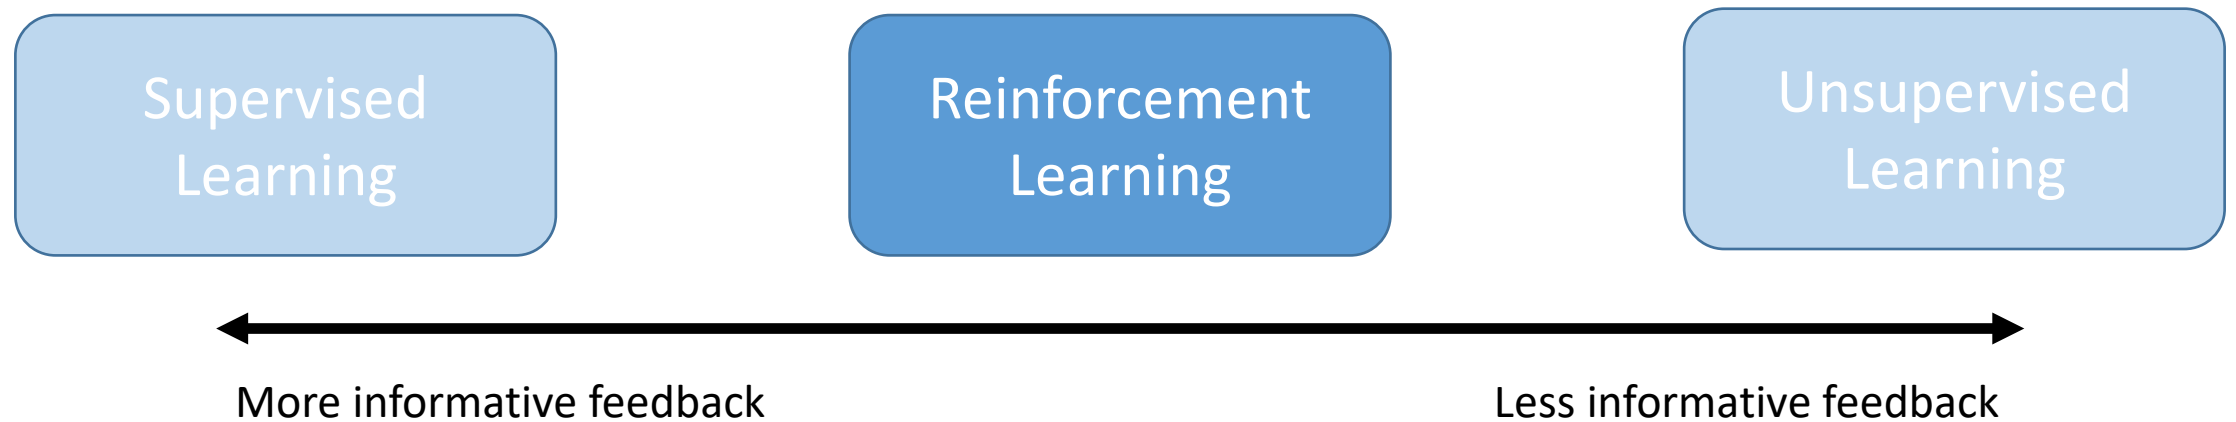 Supervised
Learning
Reinforcement
Learning
Unsupervised
Learning
More informative feedback
Less informative feedback